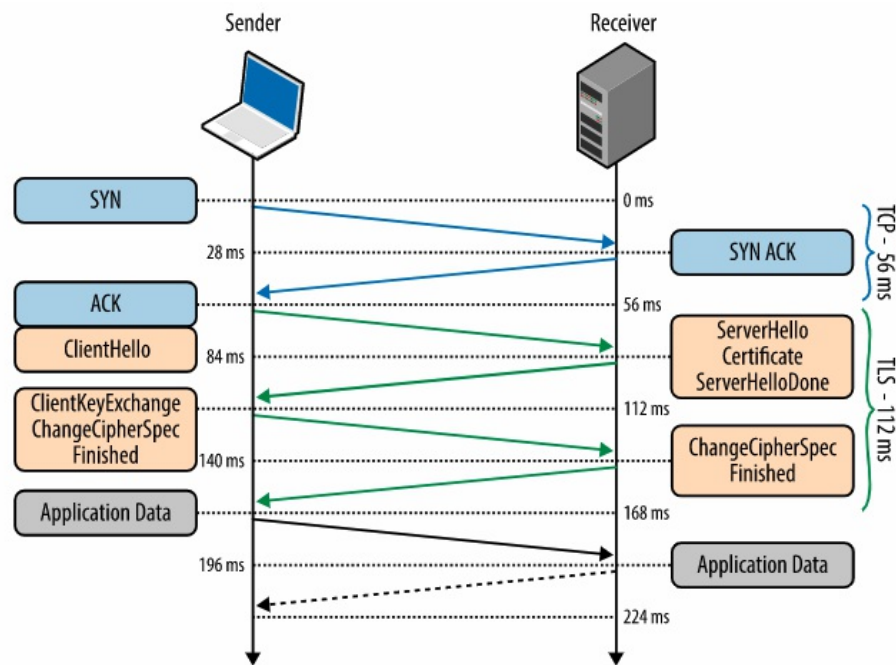 Sender
Receiver
SYN
0 ms
28 ms
SYN ACK
TCP - 56 ms
ACK
56 ms
ClientHello
84 ms
ServerHello
Certificate
ServerHelloDone
TLS - 112 ms
ClientKeyExchange
ChangeCipherSpec
Finished
112 ms
140 ms
ChangeCipherSpec
Finished
Application Data
168 ms
196 ms
Application Data
224 ms